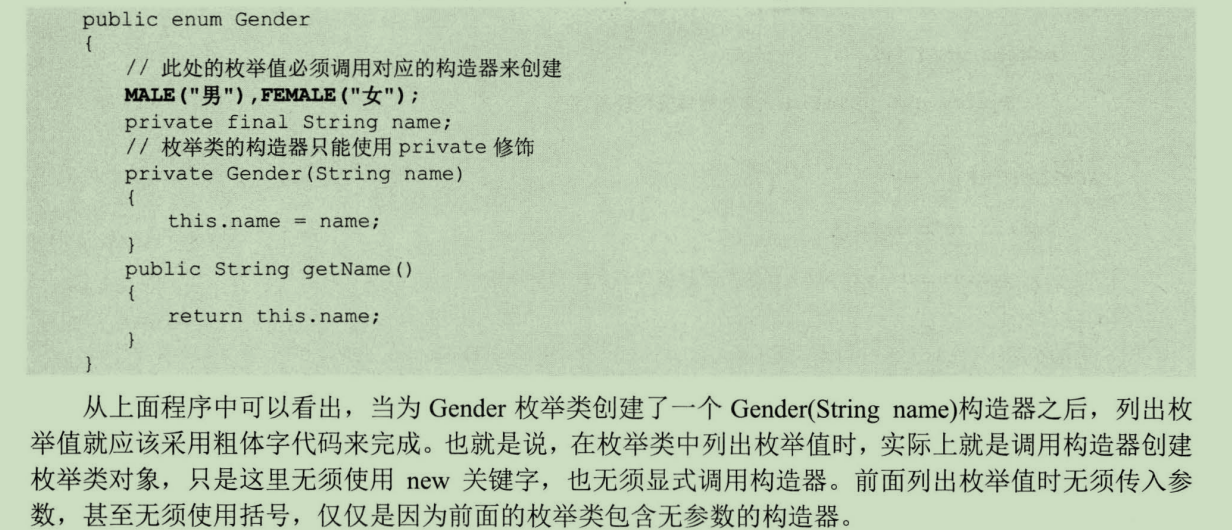 public enum Gender
{
// 此处的枚举值必须调用对应的构造器来创建
MALE("男"),FEMALE("女");
private final String name;
// 枚举类的构造器只能使用 private 修饰
private Gender(String name)
{
this.name = name;
}
public String getName()
{
return this.name;
}
}
从上面程序中可以看出，当为 Gender 枚举类创建了一个 Gender(String name)构造器之后，列出枚
举值就应该采用粗体字代码来完成。也就是说，在枚举类中列出枚举值时，实际上就是调用构造器创建
枚举类对象，只是这里无须使用 new 关键字，也无须显式调用构造器。前面列出枚举值时无须传入参
数，甚至无须使用括号，仅仅是因为前面的枚举类包含无参数的构造器。